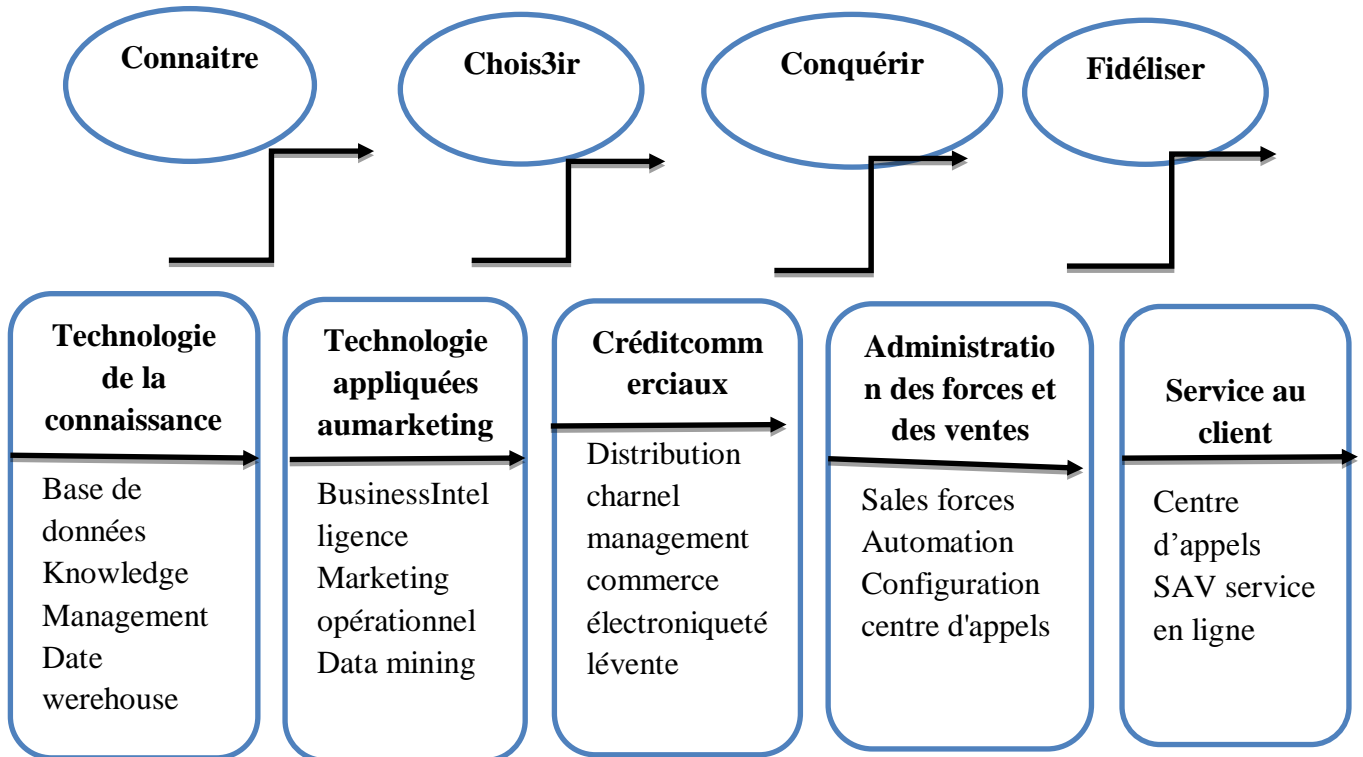 Connaitre
Chois3ir
Conquérir
Fidéliser
Technologie
de la
connaissance
Base de
données
Knowledge
Management
Date
werehouse
Technologie
appliquées
aumarketing
BusinessIntel
ligence
Marketing
opérationnel
Data mining
Créditcomm
erciaux
Distribution
charnel
management
commerce
électroniqueté
lévente
Administratio
n des forces et
des ventes
Sales forces
Automation
Configuration
centre d'appels
Service au
client
Centre
d’appels
SAV service
en ligne